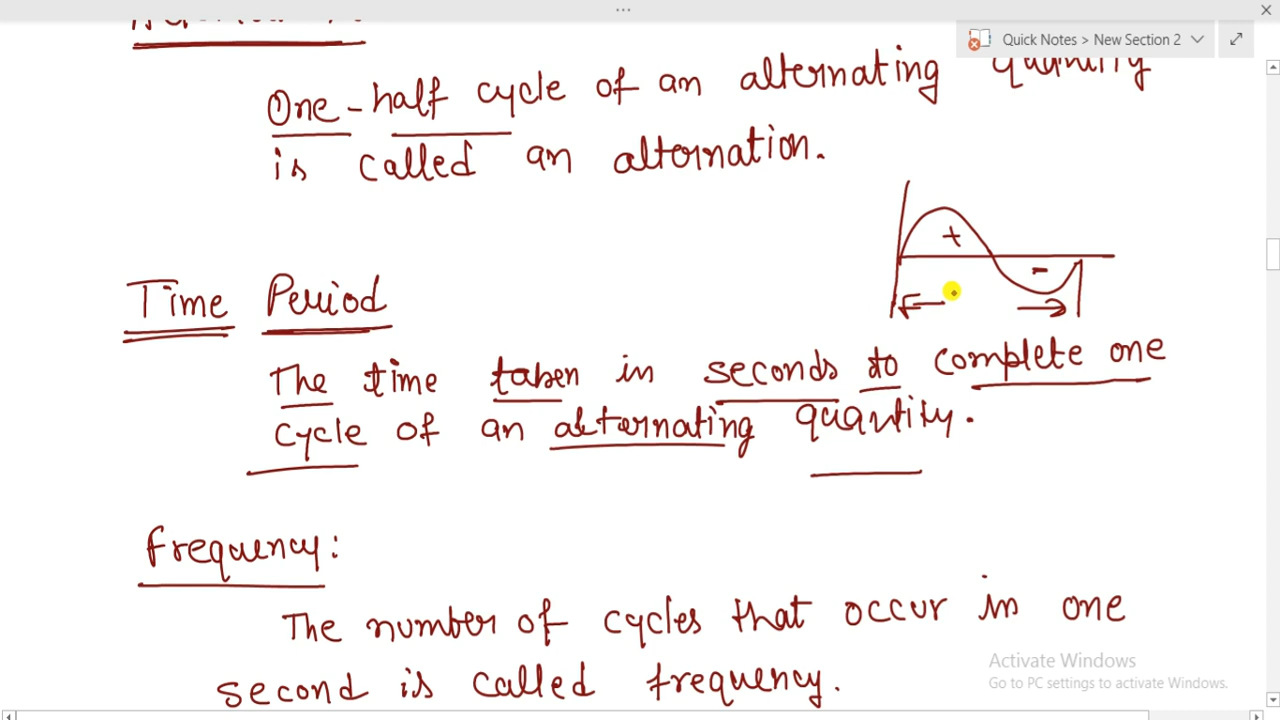 Quick Notes > New Section 2
One-half cycle of an alternating quantity
is called an alternation.
+
-
Time Period
The time taken in seconds to complete one
cycle of an alternating quantity.
frequency:
The number of cycles that occur in one
second is called frequency.
Activate Windows
Go to PC settings to activate Windows.